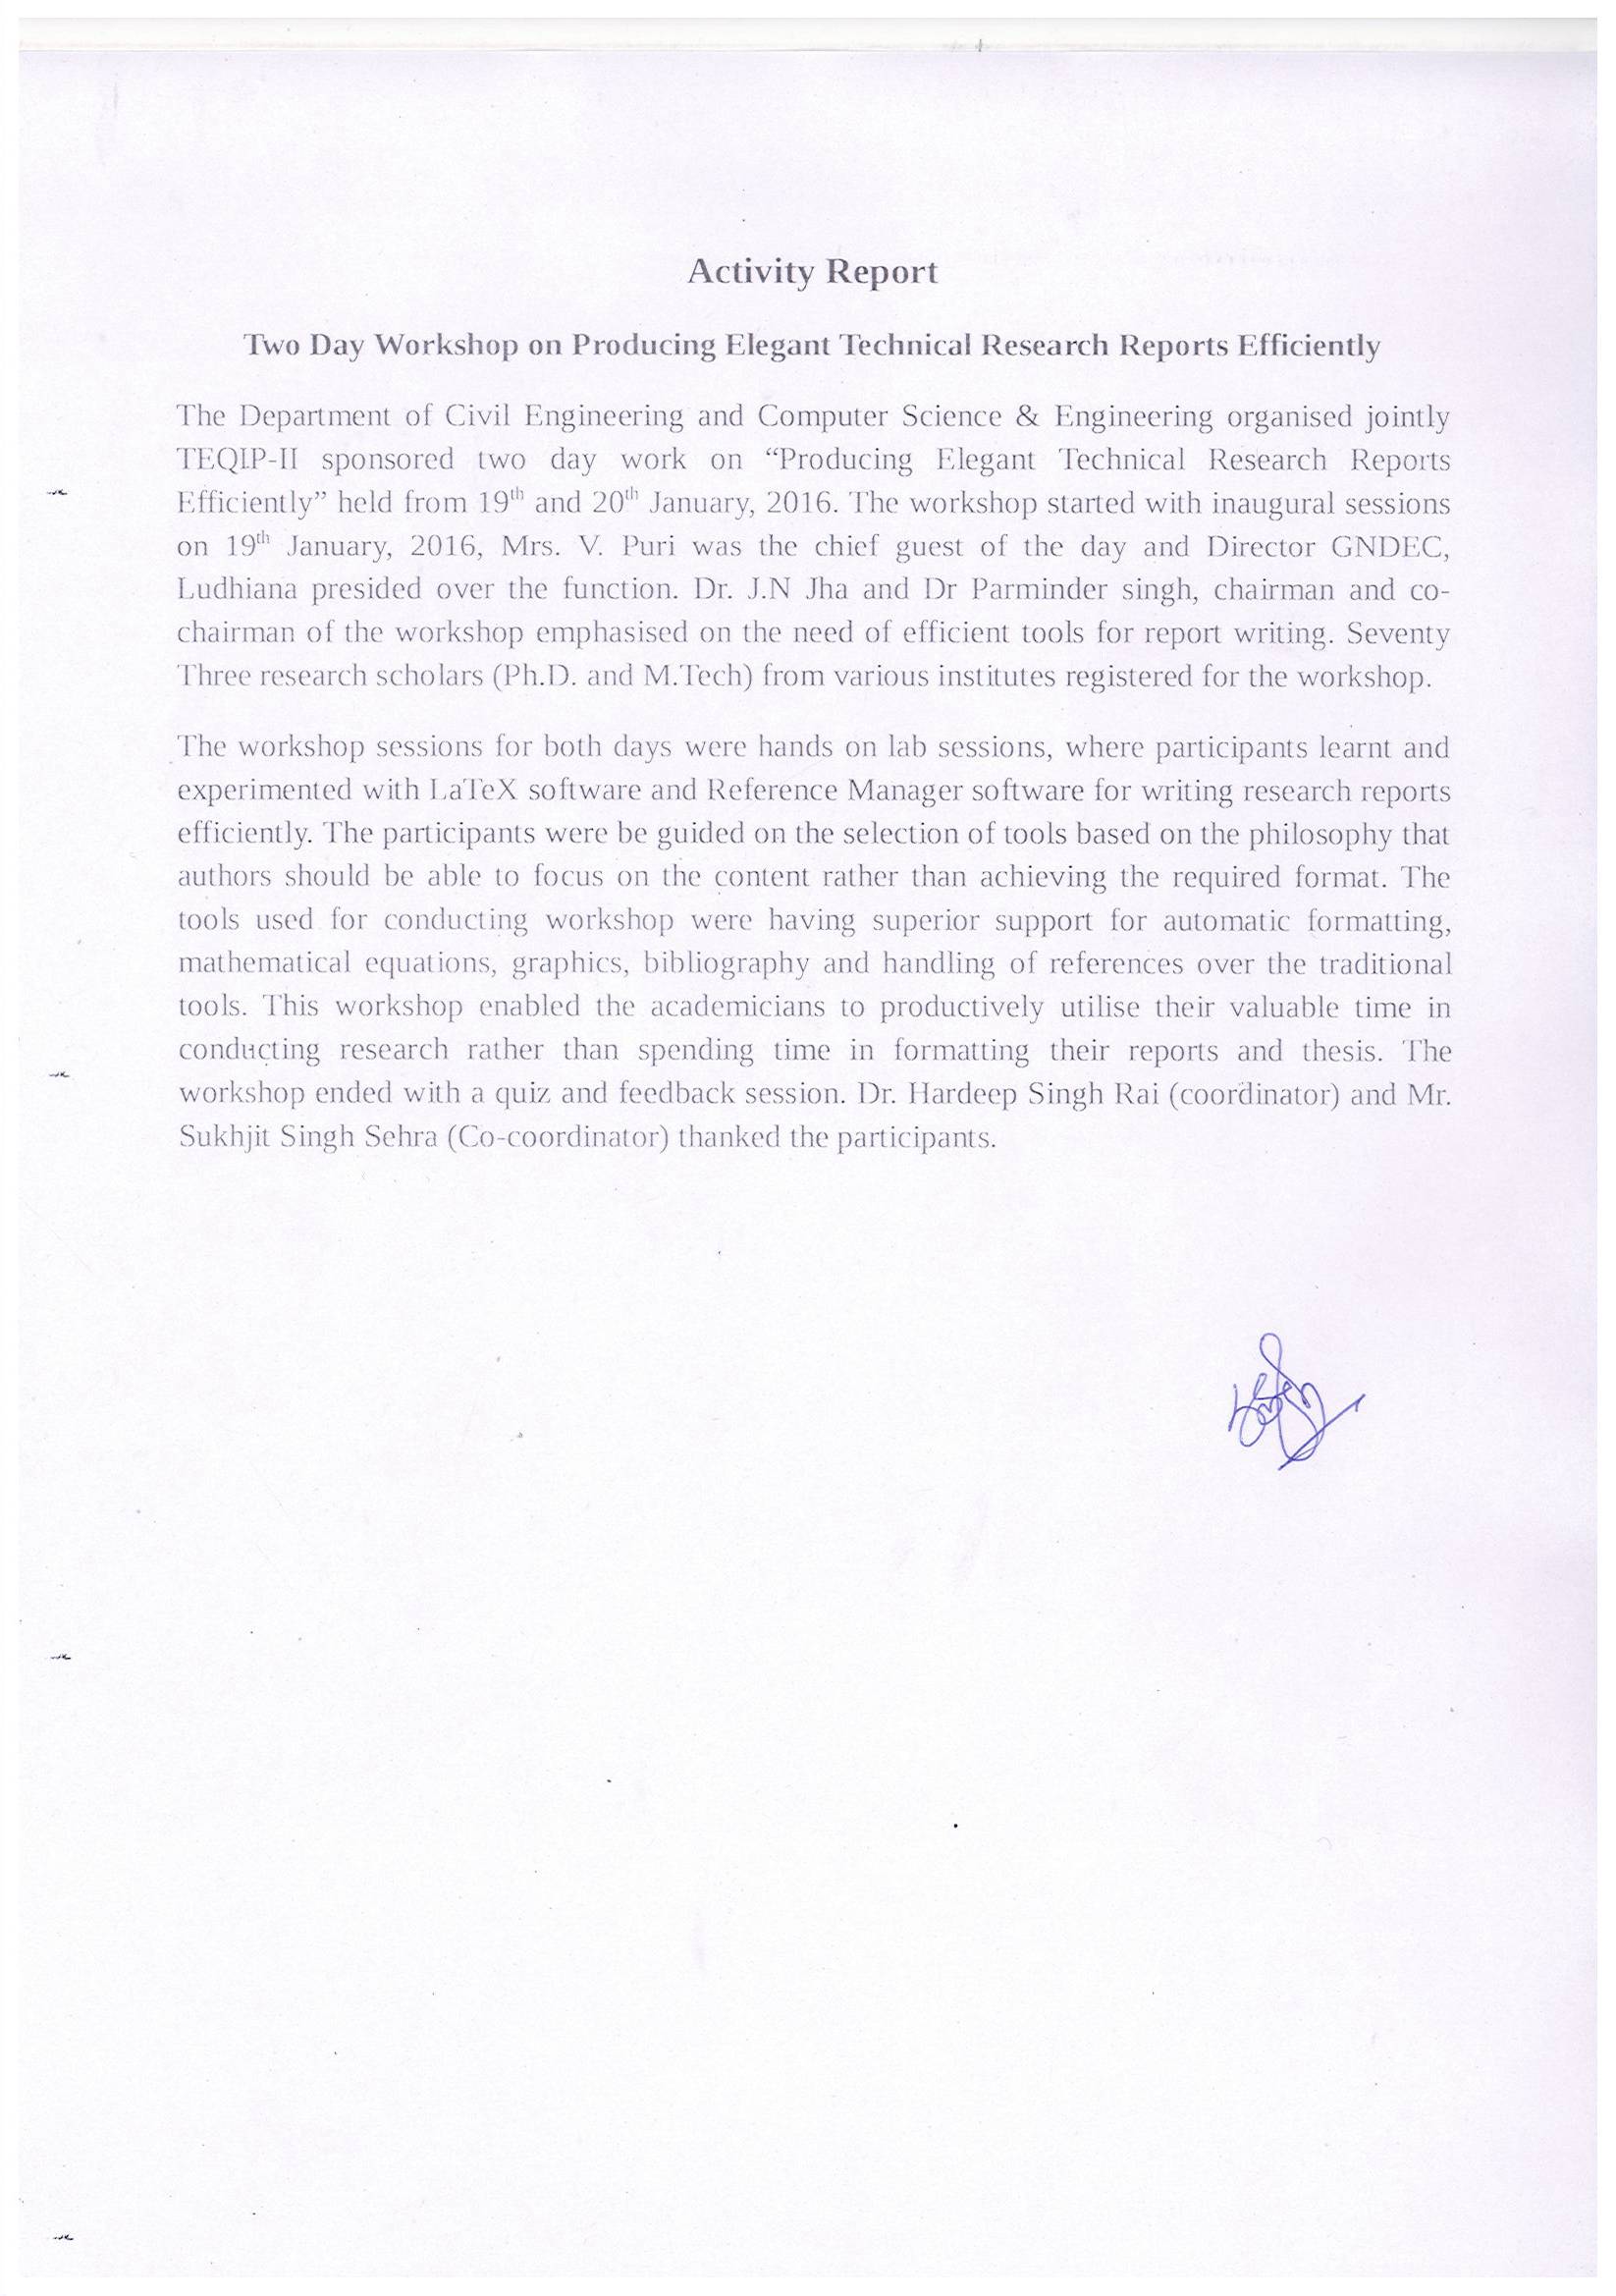 Activity Report
Two Day Workshop on Producing Elegant Technical Research Reports Efficiently
The Department of Civil Engineering and Computer Science & Engineering organised jointly
TEQIP-II sponsored two day work on “Producing Elegant Technical Research Reports
Efficiently” held from 19th and 20th January, 2016. The workshop started with inaugural sessions
on 19th January, 2016, Mrs. V. Puri was the chief guest of the day and Director GNDEC,
Ludhiana presided over the function. Dr. J.N Jha and Dr Parminder singh, chairman and co-
chairman of the workshop emphasised on the need of efficient tools for report writing. Seventy
Three research scholars (Ph.D. and M.Tech) from various institutes registered for the workshop.
The workshop sessions for both days were hands on lab sessions, where participants learnt and
experimented with LaTeX software and Reference Manager software for writing research reports
efficiently. The participants were be guided on the selection of tools based on the philosophy that
authors should be able to focus on the content rather than achieving the required format. The
tools used for conducting workshop were having superior support for automatic formatting,
mathematical equations, graphics, bibliography and handling of references over the traditional
tools. This workshop enabled the academicians to productively utilise their valuable time in
conducting research rather than spending time in formatting their reports and thesis. The
workshop ended with a quiz and feedback session. Dr. Hardeep Singh Rai (coordinator) and Mr.
Sukhjit Singh Sehra (Co-coordinator) thanked the participants.